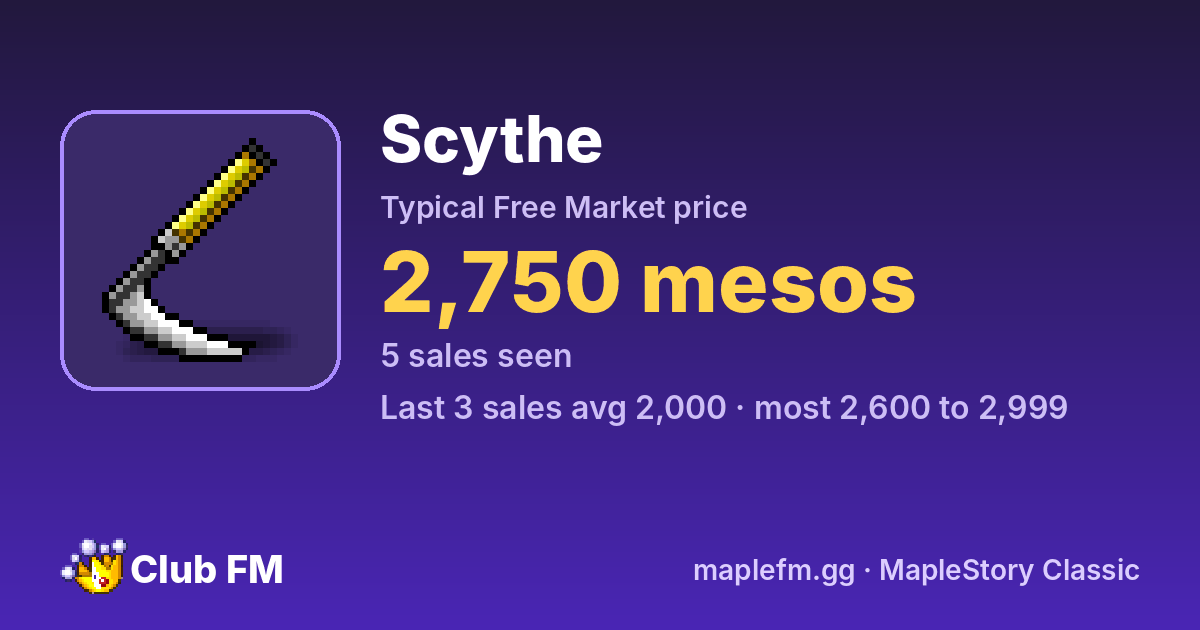 Scythe
Typical Free Market price
2,750 mesos
5 sales seen
Last 3 sales avg 2,000 · most 2,600 to 2,999
Club FM
maplefm.gg · MapleStory Classic